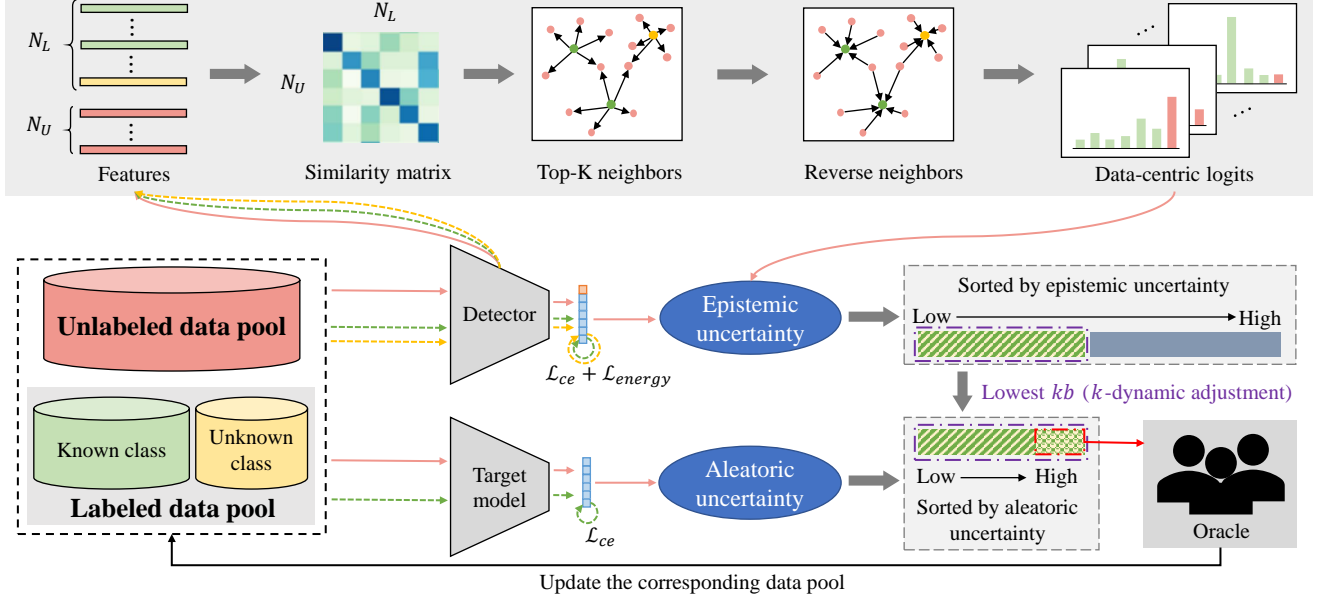 N_L
N_U
Features
N_L
N_U
Similarity matrix
Top-K neighbors
Reverse neighbors
Data-centric logits
Unlabeled data pool
Known class
Unknown
class
Labeled data pool
Detector
ℒ_ce + ℒ_energy
Epistemic
uncertainty
Sorted by epistemic uncertainty
Low
High
Lowest kb (k-dynamic adjustment)
Target
model
ℒ_ce
Aleatoric
uncertainty
Low
High
Sorted by aleatoric
uncertainty
Oracle
Update the corresponding data pool